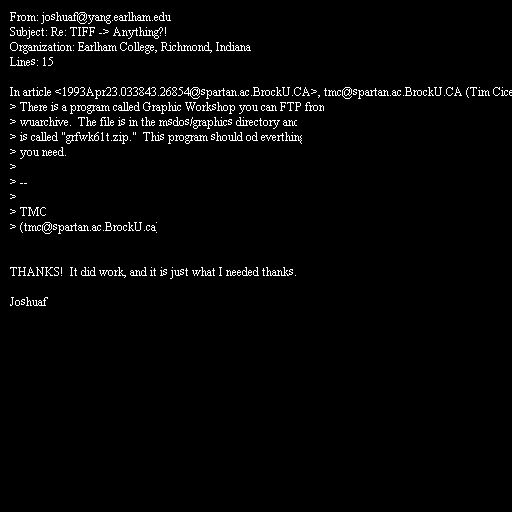 From: joshuaf@yang.earlham.edu
Subject: Re: TIFF -> Anything?!
Organization: Earlham College, Richmond, Indiana
Lines: 15
In article <1993Apr23.033843.26854@spartan.ac.BrockU.CA>, tmc@spartan.ac.BrockU.CA (Tim Cice
> There is a program called Graphic Workshop you can FTP from
> wuarchive.  The file is in the msdos/graphics directory and
> is called "grfwk61t.zip."  This program should od everthing
> you need.
>
> --
>
> TMC
> (tmc@spartan.ac.BrockU.ca)
THANKS!  It did work, and it is just what I needed thanks.
Joshuaf